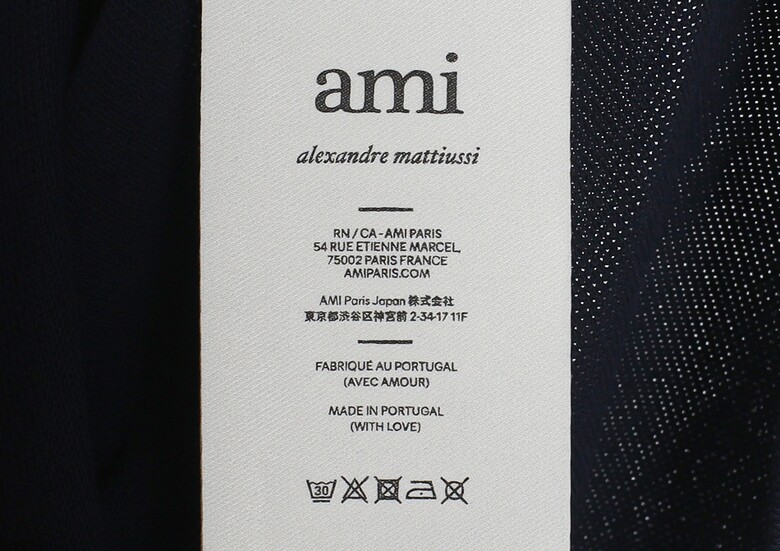 ami
alexandre mattiussi
RN / CA - AMI PARIS
54 RUE ETIENNE MARCEL,
75002 PARIS FRANCE
AMIPARIS.COM
AMI Paris Japan 株式会社
東京都渋谷区神宮前 2-34-17 11F
FABRIQUÉ AU PORTUGAL
(AVEC AMOUR)
MADE IN PORTUGAL
(WITH LOVE)
30